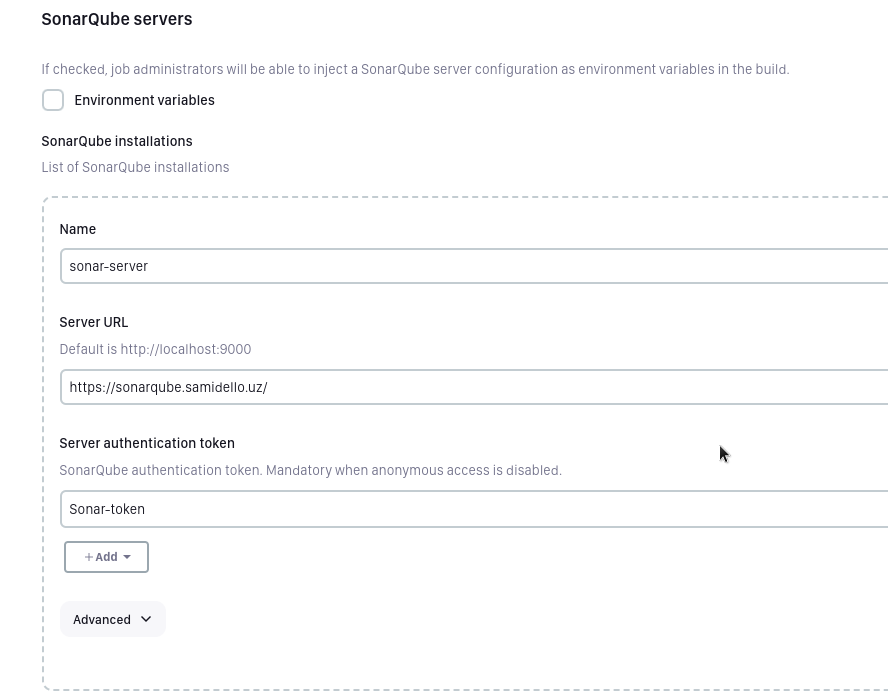 SonarQube servers
If checked, job administrators will be able to inject a SonarQube server configuration as environment variables in the build.
Environment variables
SonarQube installations
List of SonarQube installations
Name
sonar-server
Server URL
Default is http://localhost:9000
https://sonarqube.samidello.uz/
Server authentication token
SonarQube authentication token. Mandatory when anonymous access is disabled.
Sonar-token
+ Add
Advanced